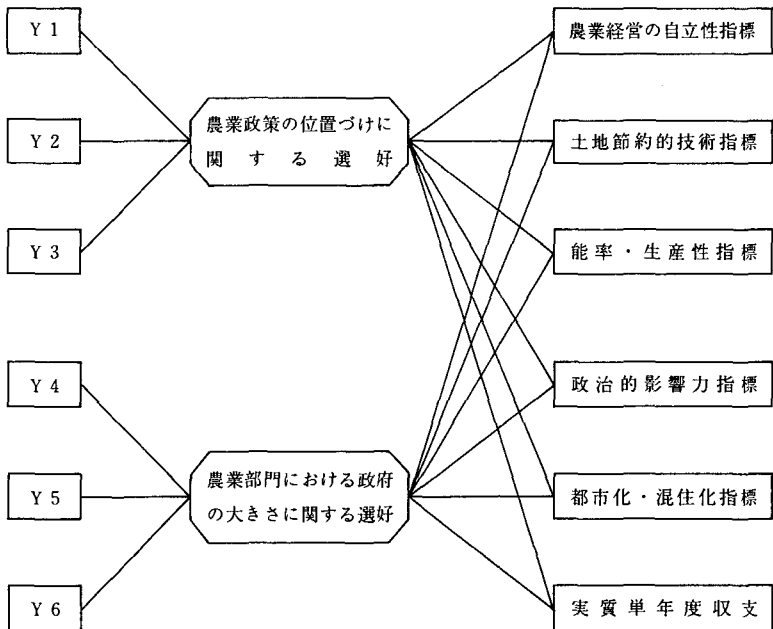 Y 1
Y 2
Y 3
Y 4
Y 5
Y 6
農業政策の位置づけに
関する選好
農業部門における政府
の大きさに関する選好
農業経営の自立性指標
土地節約的技術指標
能率・生産性指標
政治的影響力指標
都市化・混住化指標
実質単年度収支